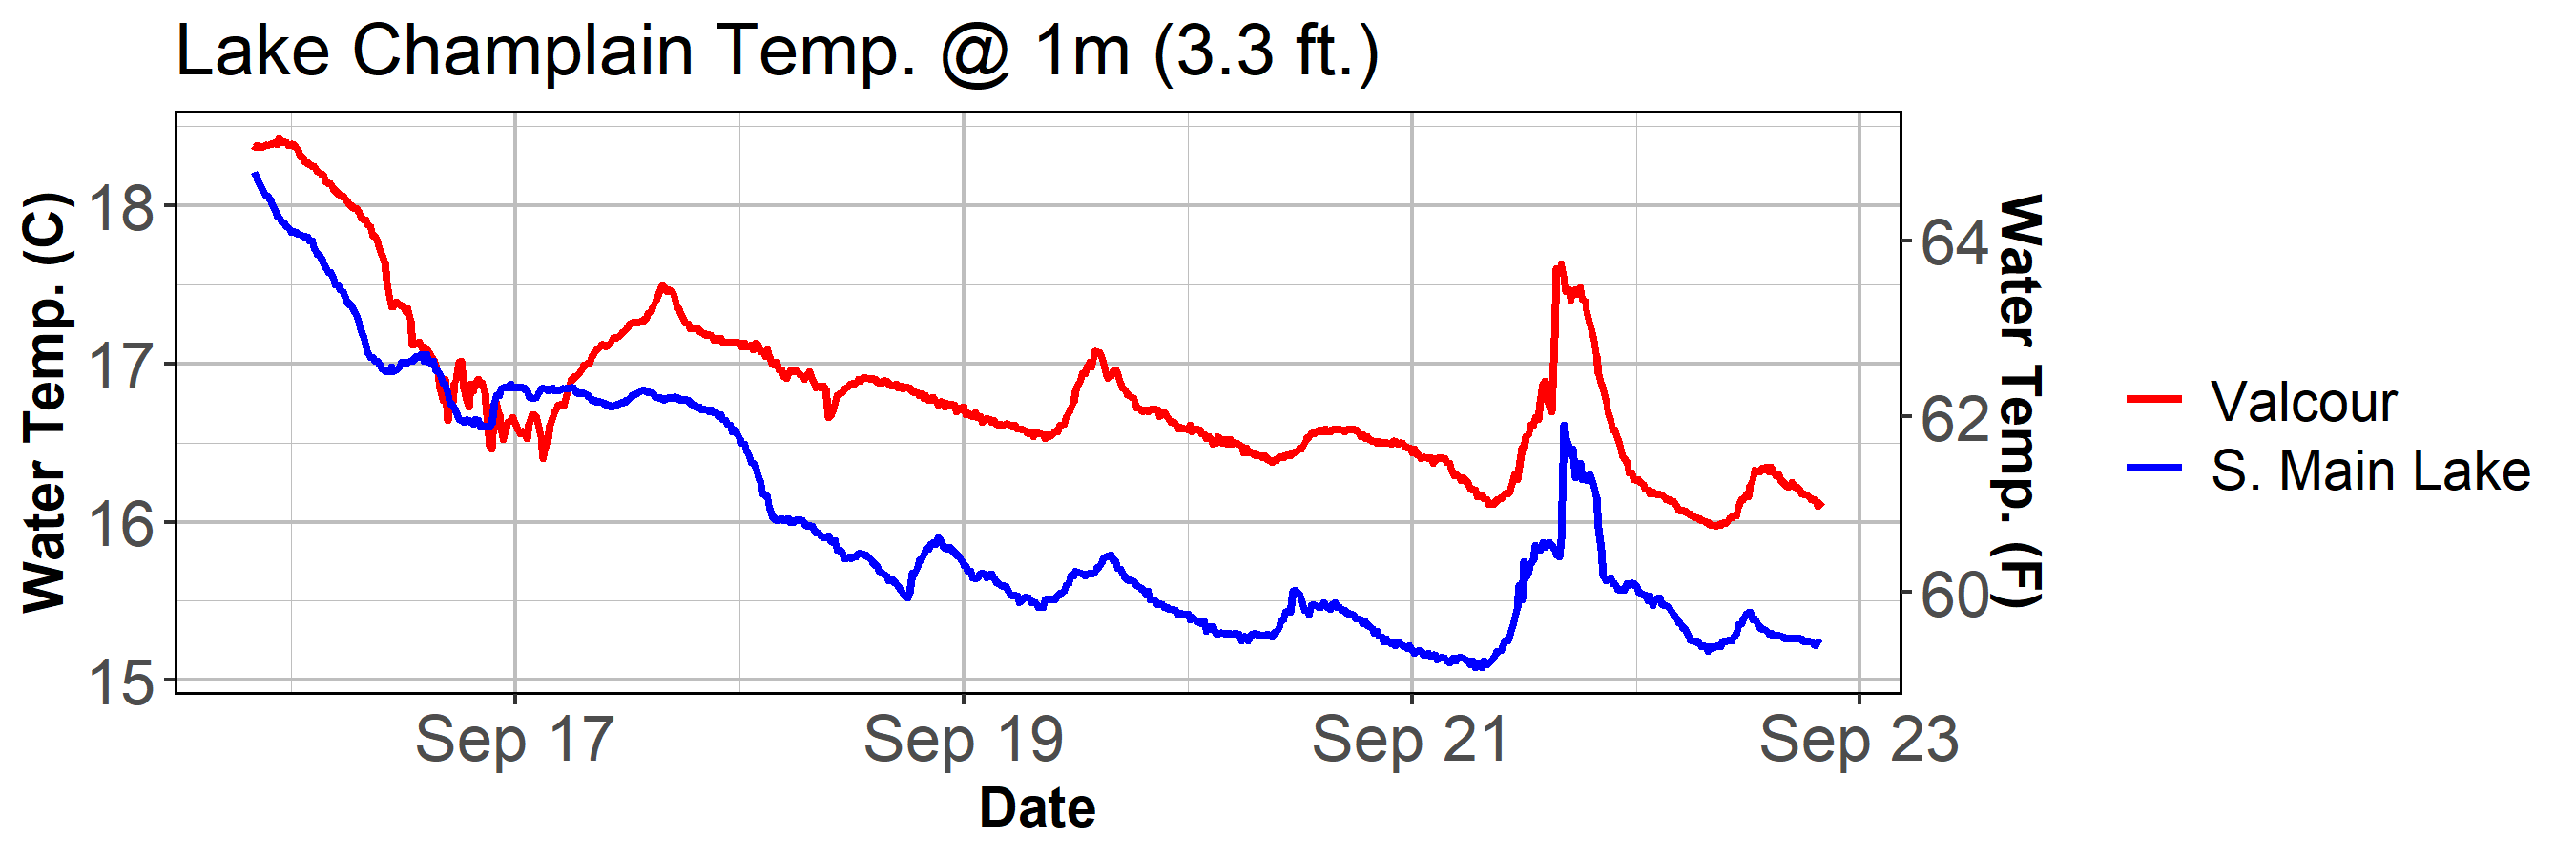 Lake Champlain Temp. @ 1m (3.3 ft.)
Water Temp. (C)
18
17
16
15
64
62
60
Water Temp. (F)
Sep 17
Sep 19
Sep 21
Sep 23
Date
Valcour
S. Main Lake